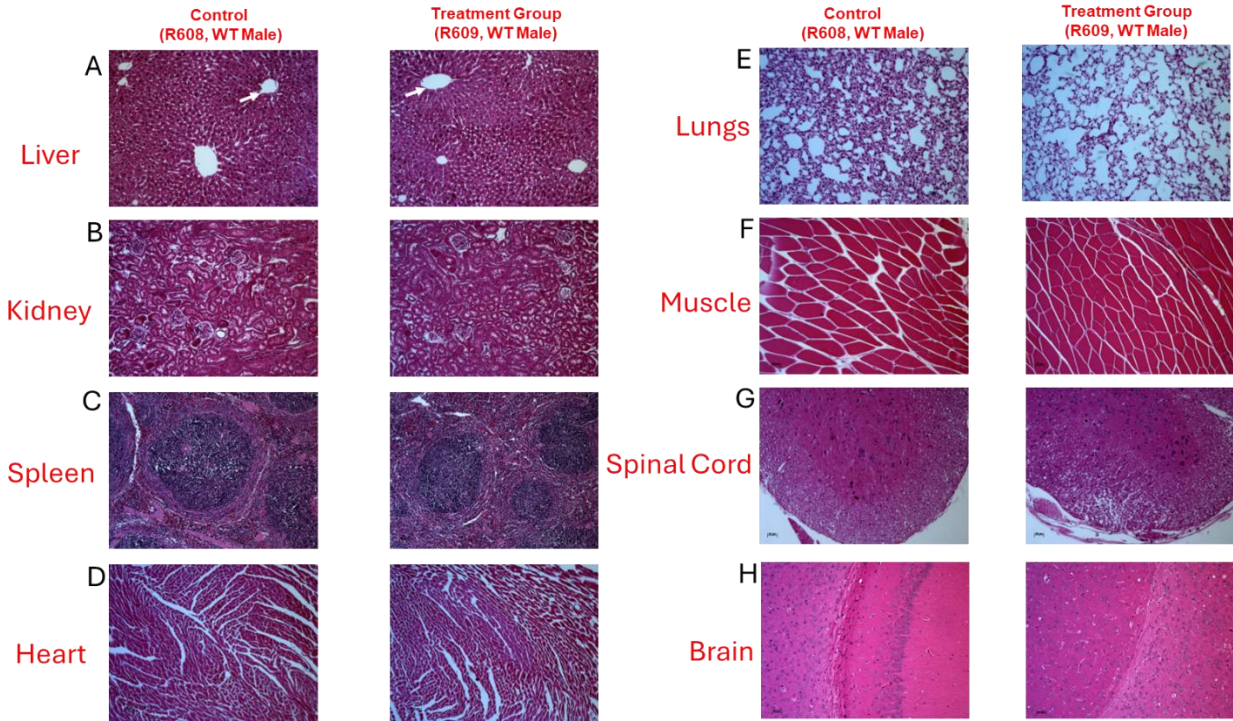 Control
(R608, WT Male)
Treatment Group
(R609, WT Male)
Control
(R608, WT Male)
Treatment Group
(R609, WT Male)
A
Liver
B
Kidney
C
Spleen
D
Heart
E
Lungs
F
Muscle
G
Spinal Cord
H
Brain